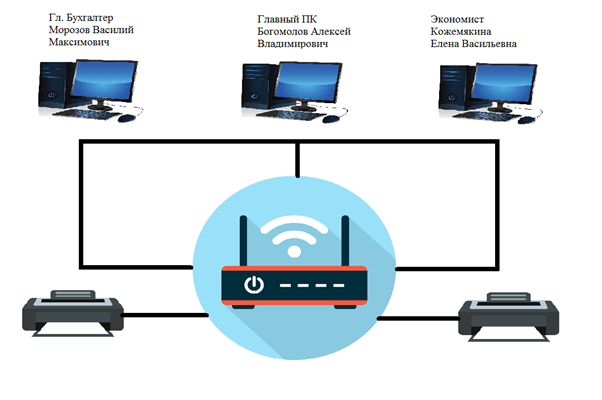 Гл. Бухгалтер
Морозов Василий
Максимович
Главный ПК
Богомолов Алексей
Владимирович
Экономист
Кожемякина
Елена Васильевна